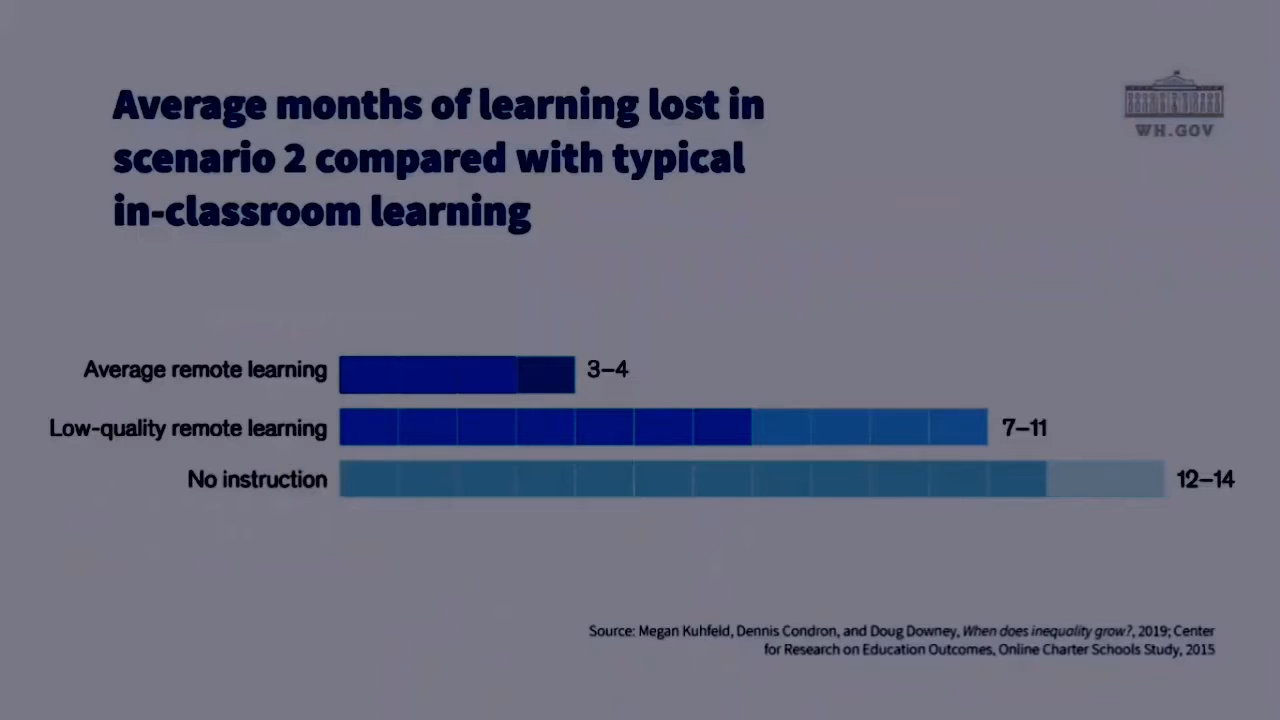 Average months of learning lost in
scenario 2 compared with typical
in-classroom learning
WH.GOV
Average remote learning 3–4
Low-quality remote learning 7–11
No instruction 12–14
Source: Megan Kuhfeld, Dennis Condron, and Doug Downey, When does inequality grow?, 2019; Center
for Research on Education Outcomes, Online Charter Schools Study, 2015